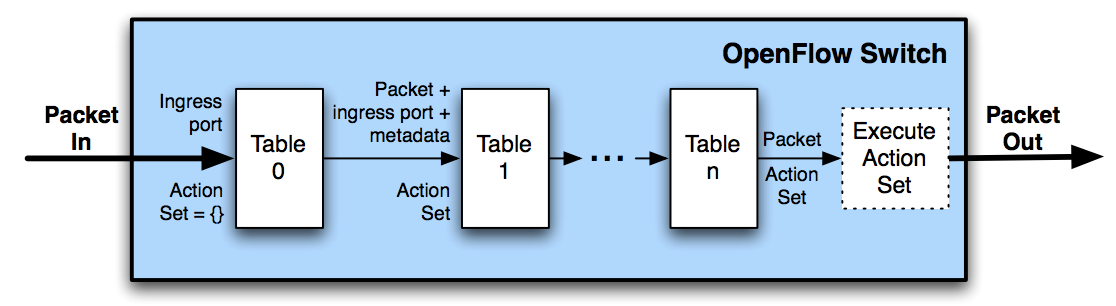 OpenFlow Switch
Packet
In
Ingress
port
Action
Set = {}
Table
0
Packet +
ingress port +
metadata
Action
Set
Table
1
...
Table
n
Packet
Action
Set
Execute
Action
Set
Packet
Out